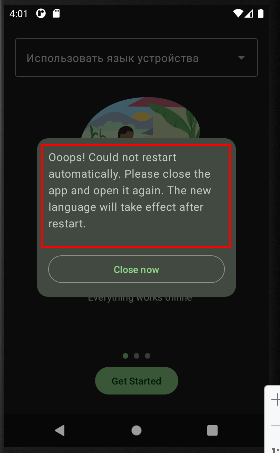 4:01
Использовать язык устройства
Ooops! Could not restart
automatically. Please close the
app and open it again. The new
language will take effect after
restart.
Close now
Everything works offline
Get Started